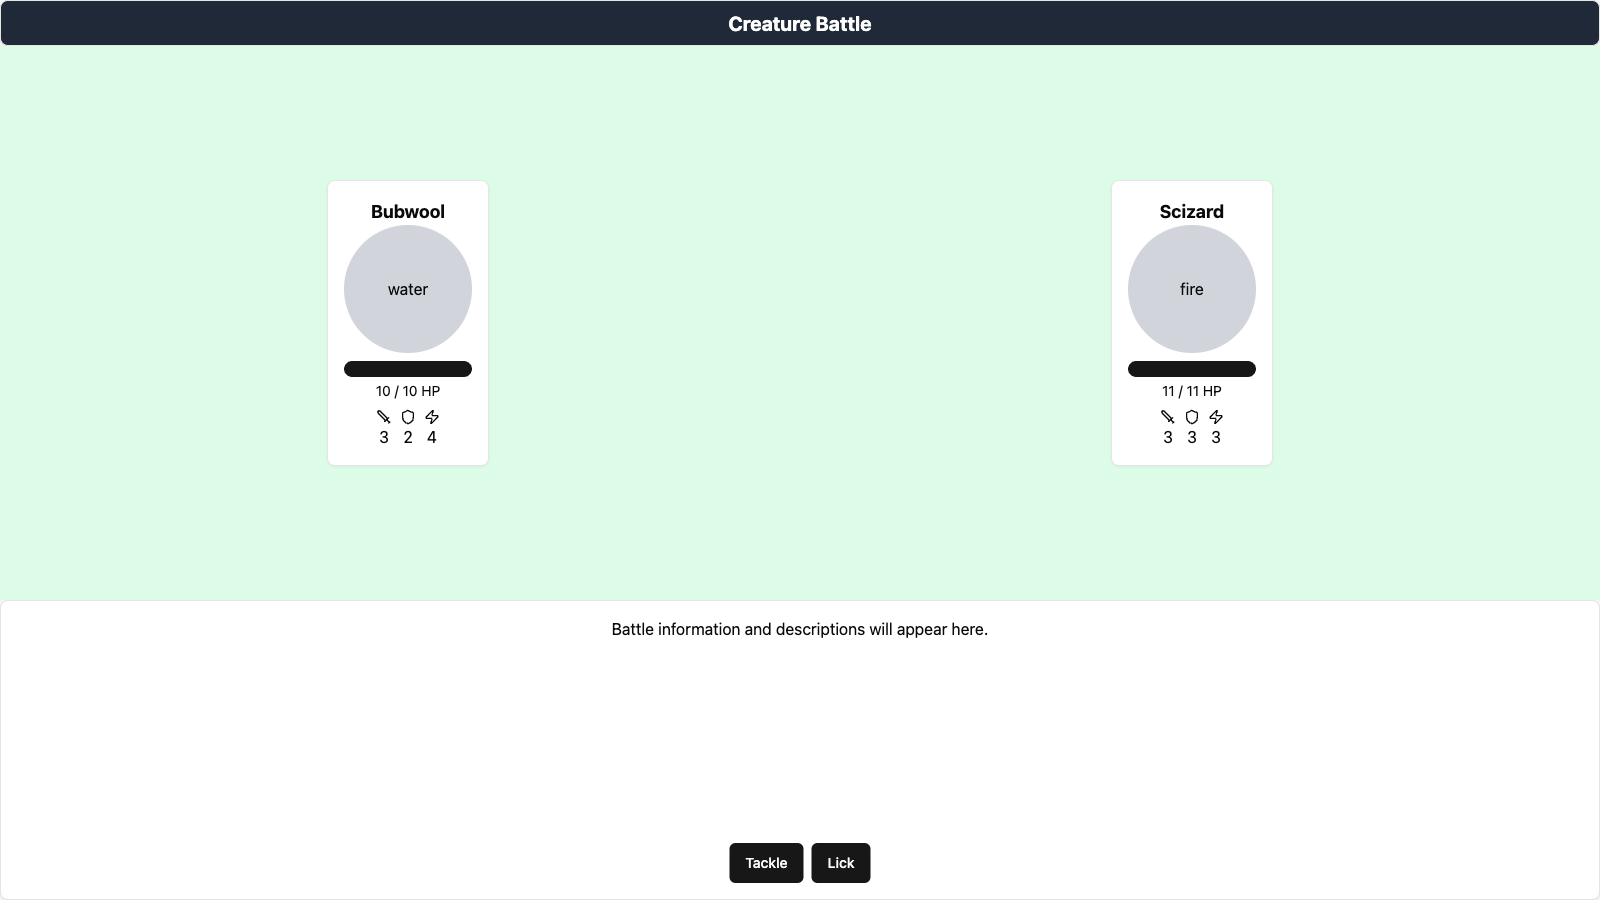 Creature Battle
Bubwool
water
10 / 10 HP
3 2 4
Scizard
fire
11 / 11 HP
3 3 3
Battle information and descriptions will appear here.
Tackle Lick